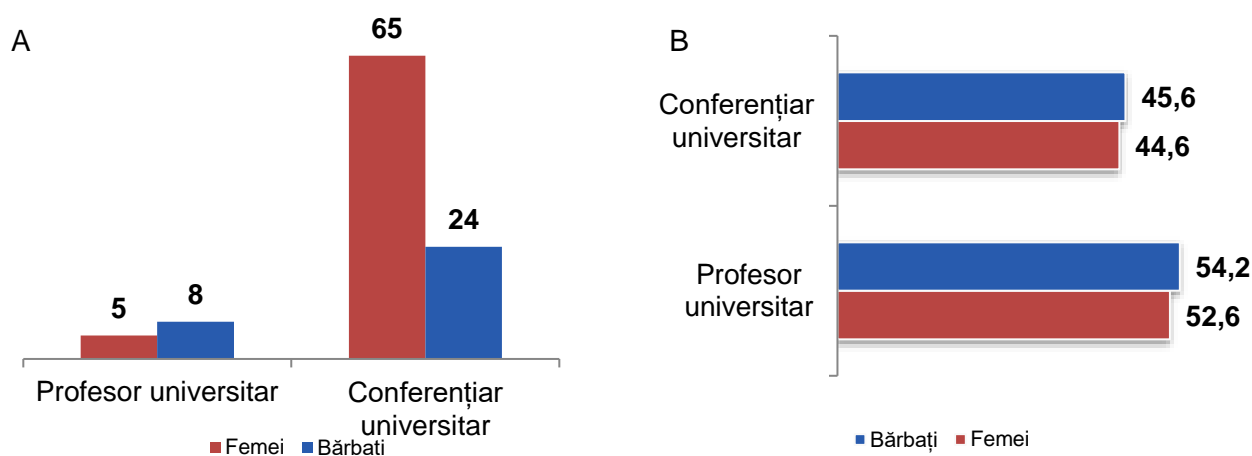 A
65
24
5
8
Profesor universitar
Conferențiar
universitar
Femei
Bărbați
B
Conferențiar
universitar
45,6
44,6
Profesor
universitar
54,2
52,6
Bărbați
Femei